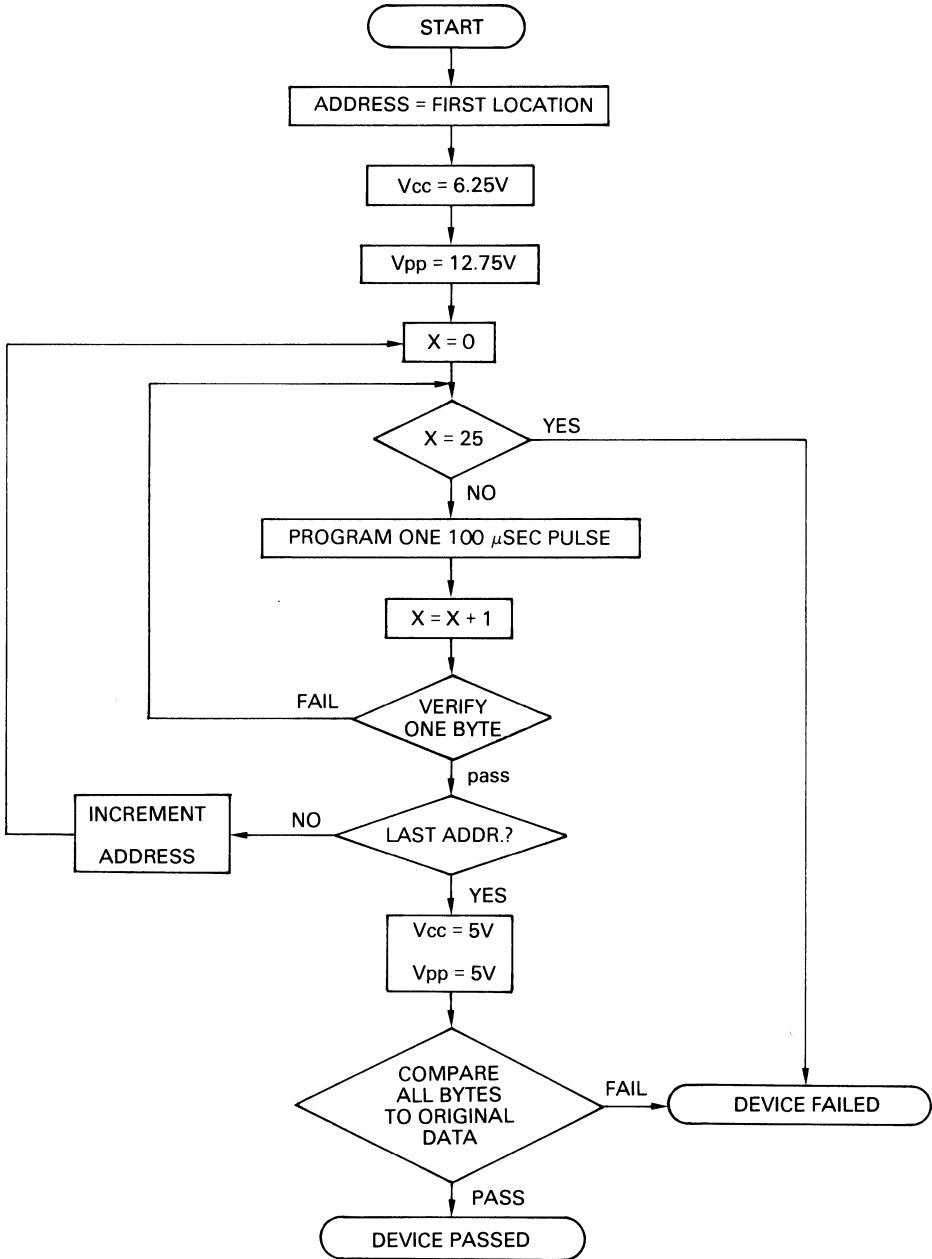 START
ADDRESS = FIRST LOCATION
Vcc = 6.25V
Vpp = 12.75V
X = 0
X = 25
YES
NO
PROGRAM ONE 100 μSEC PULSE
X = X + 1
FAIL
VERIFY
ONE BYTE
pass
INCREMENT
ADDRESS
NO
LAST ADDR.?
YES
Vcc = 5V
Vpp = 5V
COMPARE
ALL BYTES
TO ORIGINAL
DATA
FAIL
DEVICE FAILED
PASS
DEVICE PASSED